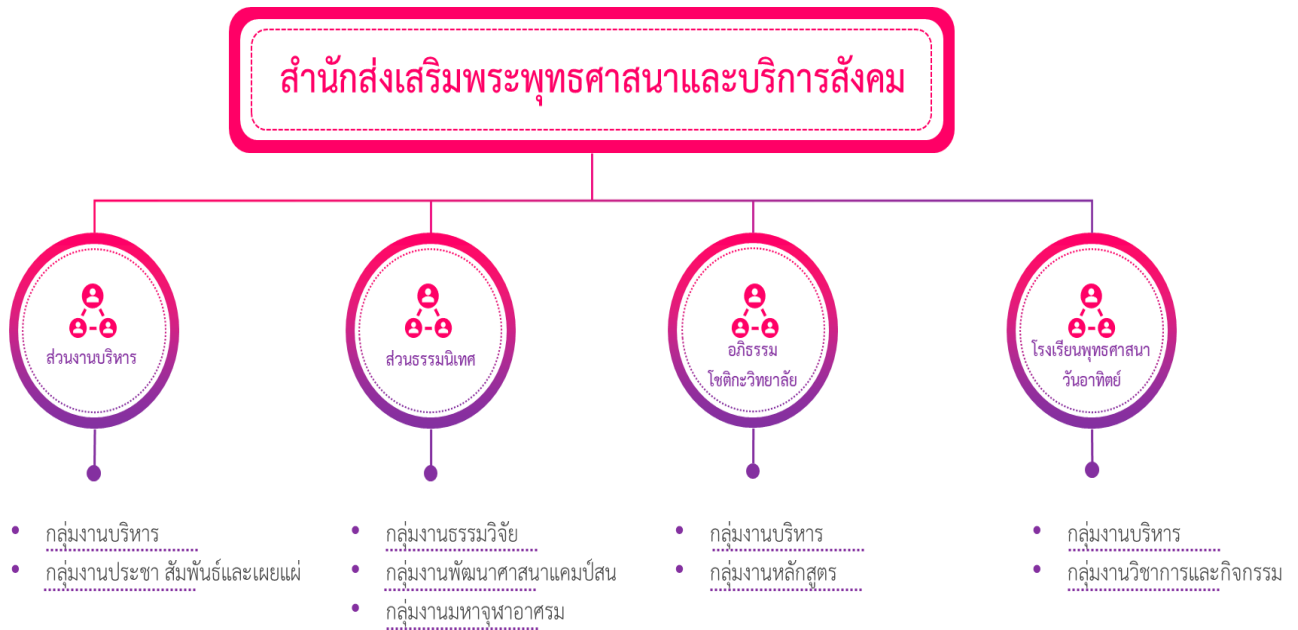 สำนักส่งเสริมพระพุทธศาสนาและบริการสังคม
ส่วนงานบริหาร
ส่วนธรรมนิเทศ
อภิธรรม
โชติกะวิทยาลัย
โรงเรียนพุทธศาสนา
วันอาทิตย์
• กลุ่มงานบริหาร
• กลุ่มงานประชา สัมพันธ์และเผยแผ่
• กลุ่มงานธรรมวิจัย
• กลุ่มงานพัฒนาศาสนาแคมป์สน
• กลุ่มงานมหาจุฬาอาศรม
• กลุ่มงานบริหาร
• กลุ่มงานหลักสูตร
• กลุ่มงานบริหาร
• กลุ่มงานวิชาการและกิจกรรม